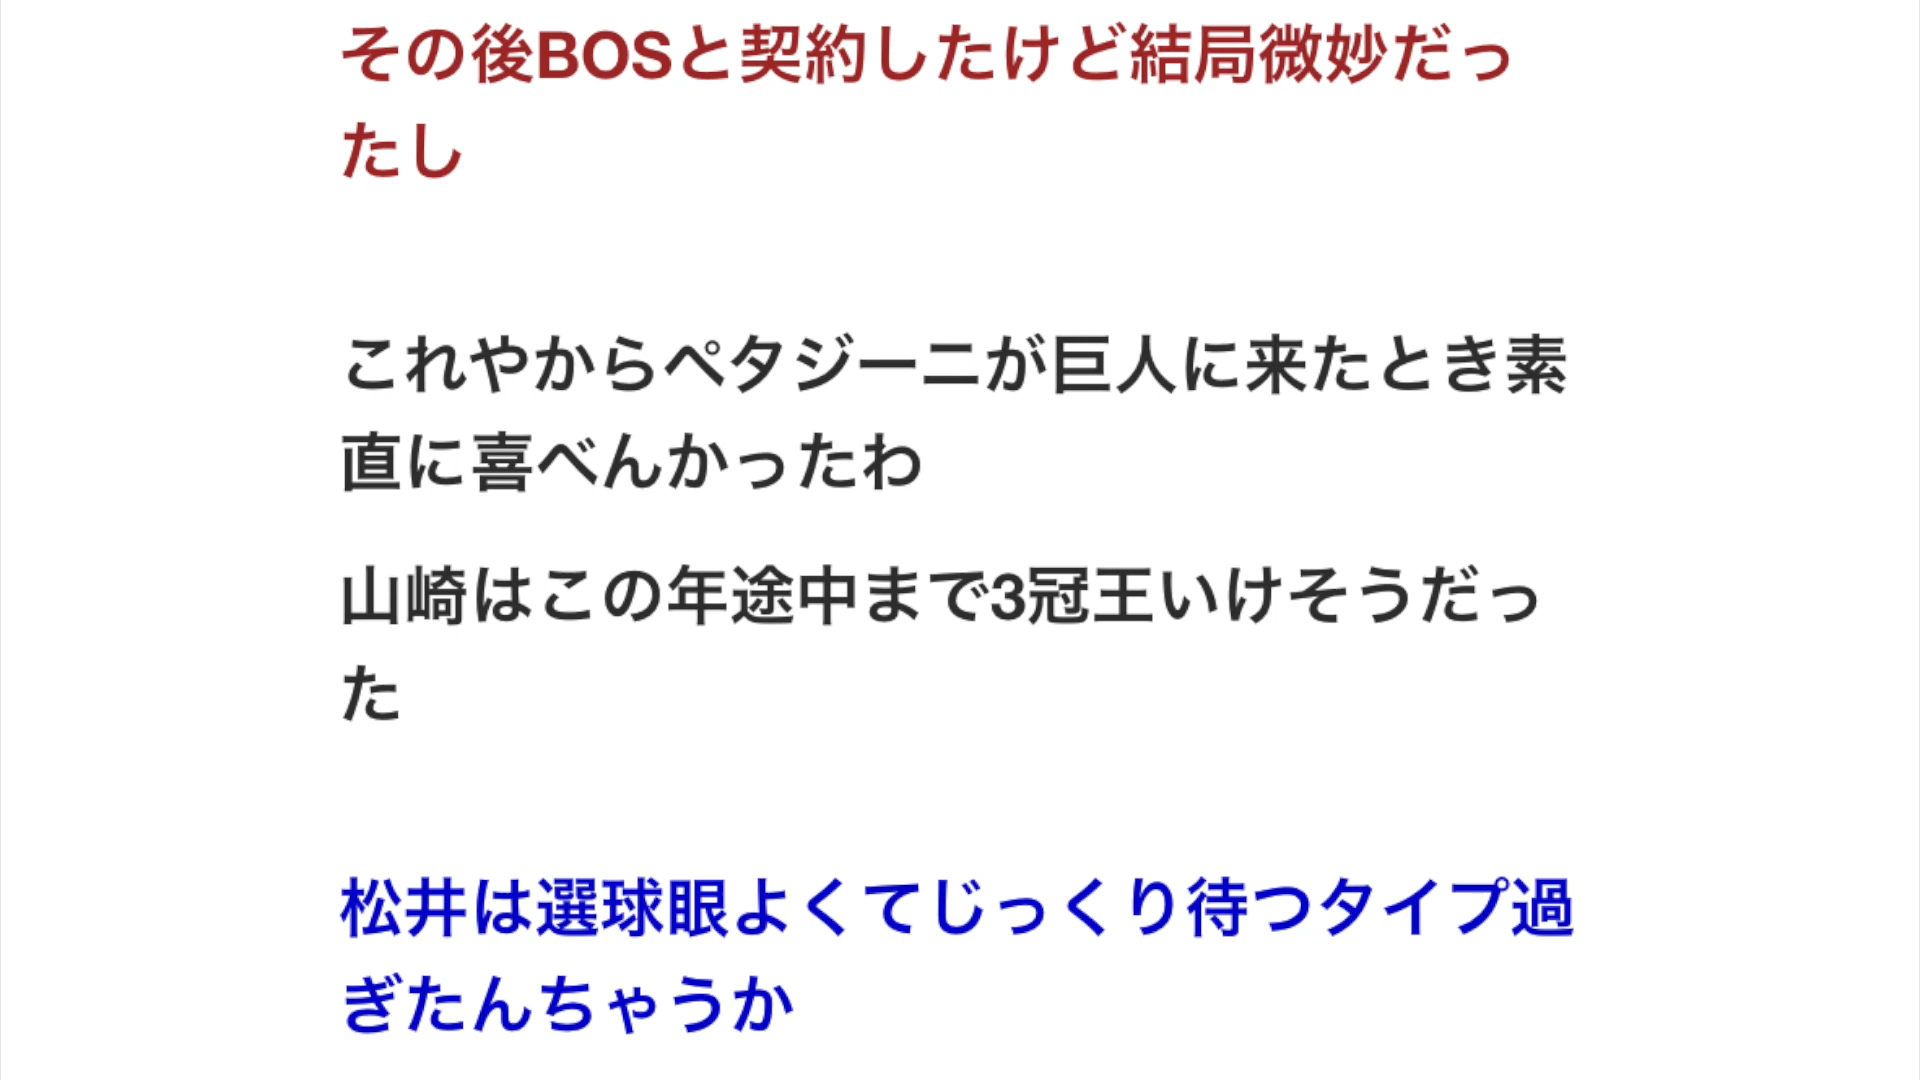 その後BOSと契約したけど結局微妙だっ
たし
これやからペタジーニが巨人に来たとき素
直に喜べんかったわ
山崎はこの年途中まで3冠王いけそうだっ
た
松井は選球眼よくてじっくり待つタイプ過
ぎたんちゃうか